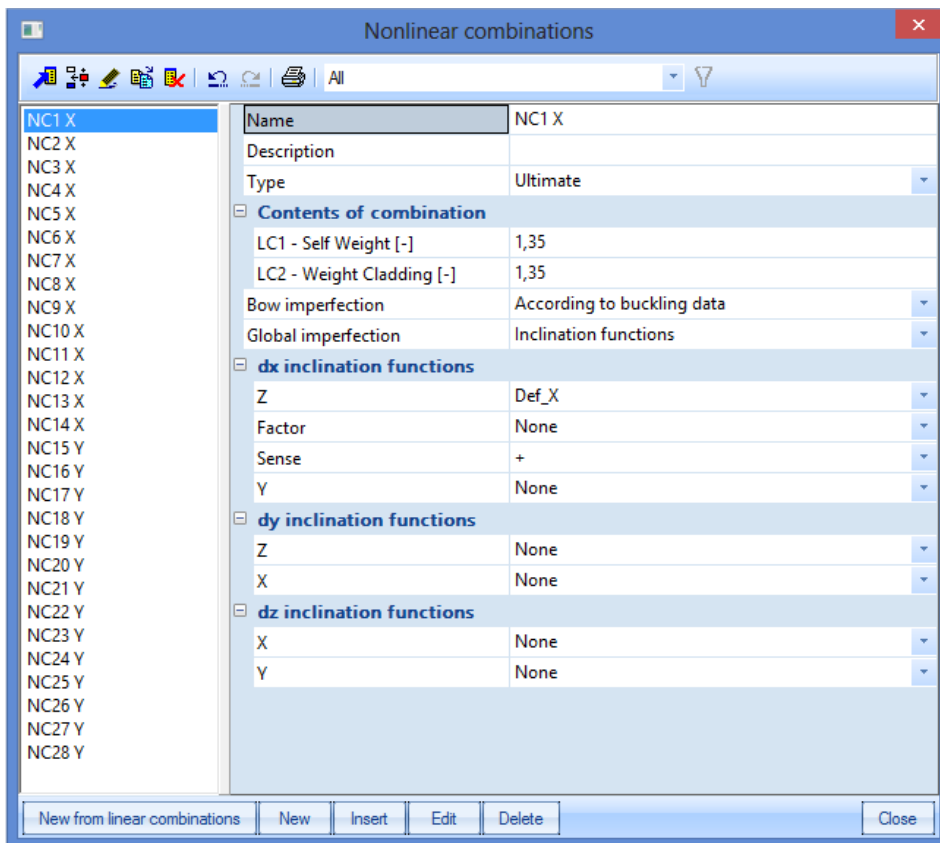 Nonlinear combinations
All
NC1 X
NC2 X
NC3 X
NC4 X
NC5 X
NC6 X
NC7 X
NC8 X
NC9 X
NC10 X
NC11 X
NC12 X
NC13 X
NC14 X
NC15 Y
NC16 Y
NC17 Y
NC18 Y
NC19 Y
NC20 Y
NC21 Y
NC22 Y
NC23 Y
NC24 Y
NC25 Y
NC26 Y
NC27 Y
NC28 Y
Name NC1 X
Description
Type Ultimate
Contents of combination
LC1 - Self Weight [-] 1,35
LC2 - Weight Cladding [-] 1,35
Bow imperfection According to buckling data
Global imperfection Inclination functions
dx inclination functions
Z Def_X
Factor None
Sense +
Y None
dy inclination functions
Z None
X None
dz inclination functions
X None
Y None
New from linear combinations New Insert Edit Delete Close